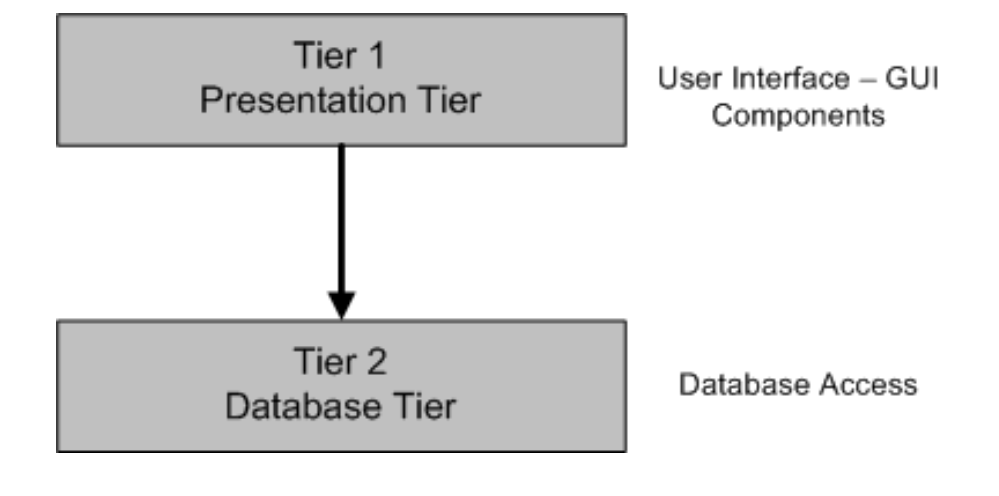 Tier 1
Presentation Tier
User Interface – GUI
Components
Tier 2
Database Tier
Database Access